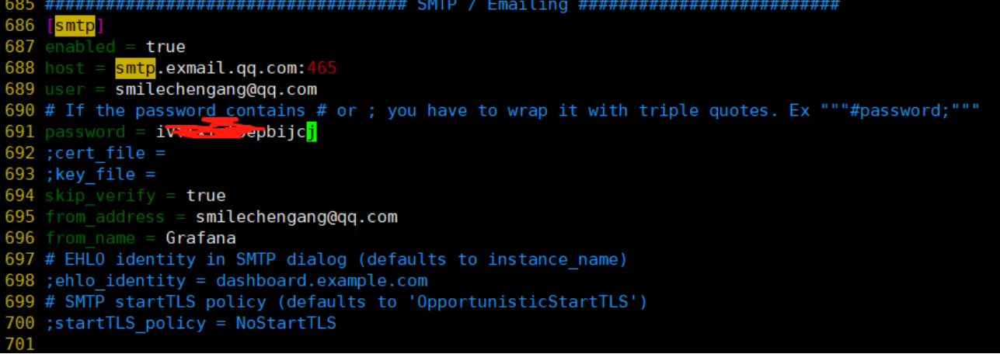 685 #################################### SMTP / Emailing ##########################
686 [smtp]
687 enabled = true
688 host = smtp.exmail.qq.com:465
689 user = smilechengang@qq.com
690 # If the password contains # or ; you have to wrap it with triple quotes. Ex """#password;"""
691 password =
692 ;cert_file =
693 ;key_file =
694 skip_verify = true
695 from_address = smilechengang@qq.com
696 from_name = Grafana
697 # EHLO identity in SMTP dialog (defaults to instance_name)
698 ;ehlo_identity = dashboard.example.com
699 # SMTP startTLS policy (defaults to 'OpportunisticStartTLS')
700 ;startTLS_policy = NoStartTLS
701